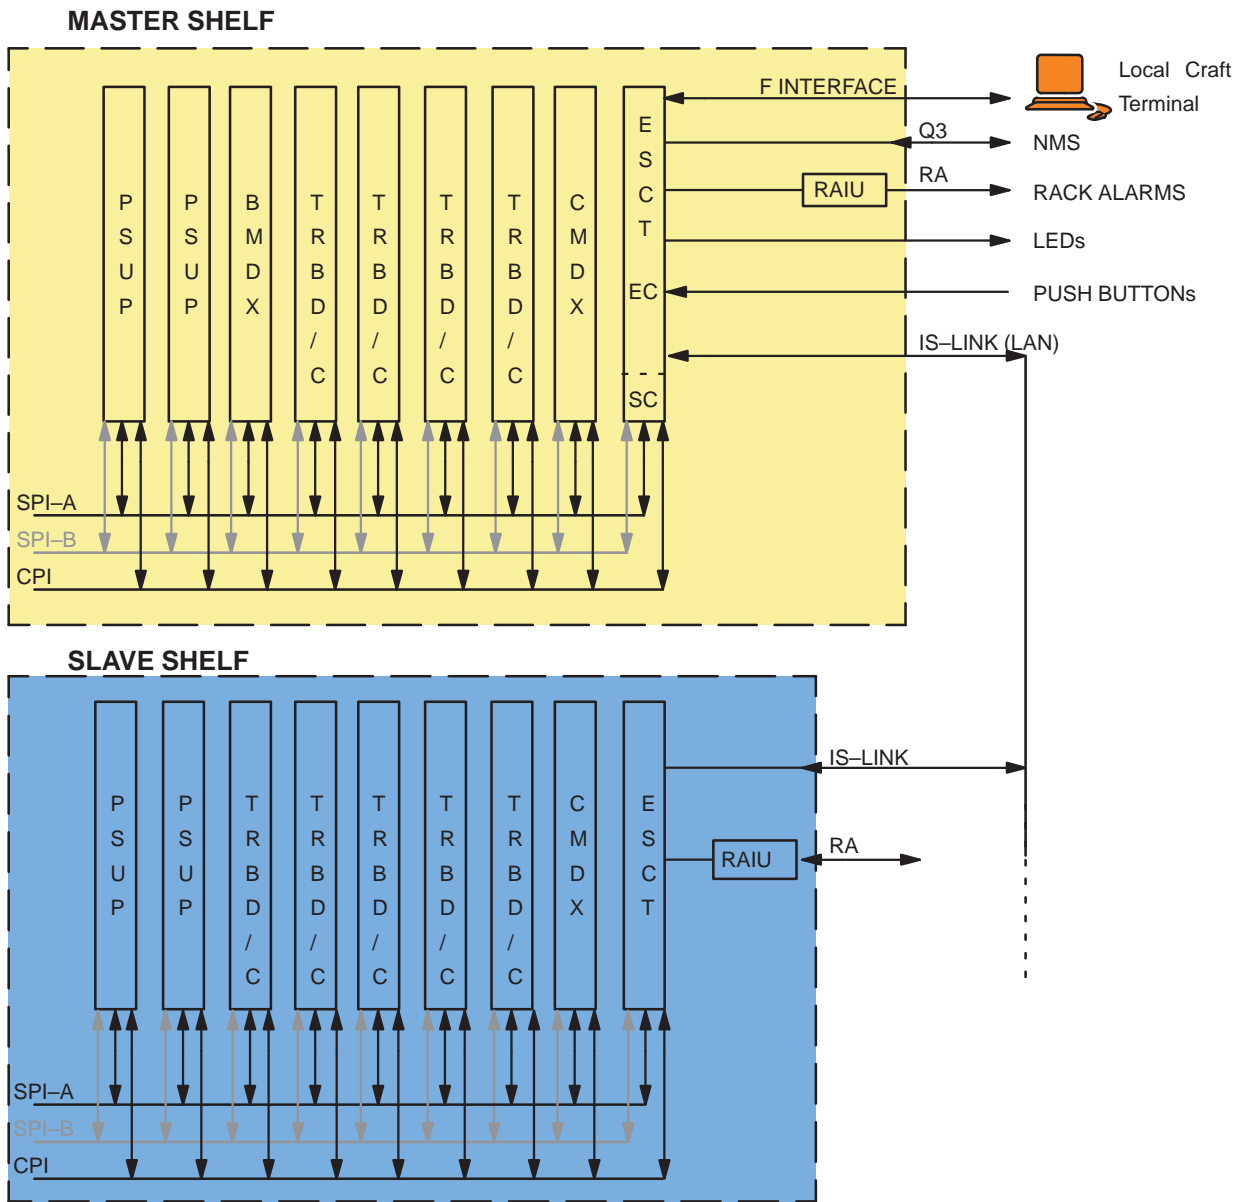 MASTER SHELF
F INTERFACE
Local Craft
Terminal
Q3
NMS
RAIU
RA
RACK ALARMS
LEDs
PUSH BUTTONs
IS–LINK (LAN)
PSUP
PSUP
BMDX
TRBD/C
TRBD/C
TRBD/C
TRBD/C
CMDX
ESCT
EC
SC
SPI–A
SPI–B
CPI
SLAVE SHELF
IS–LINK
RAIU
RA
PSUP
PSUP
TRBD/C
TRBD/C
TRBD/C
TRBD/C
TRBD/C
CMDX
ESCT
SPI–A
SPI–B
CPI